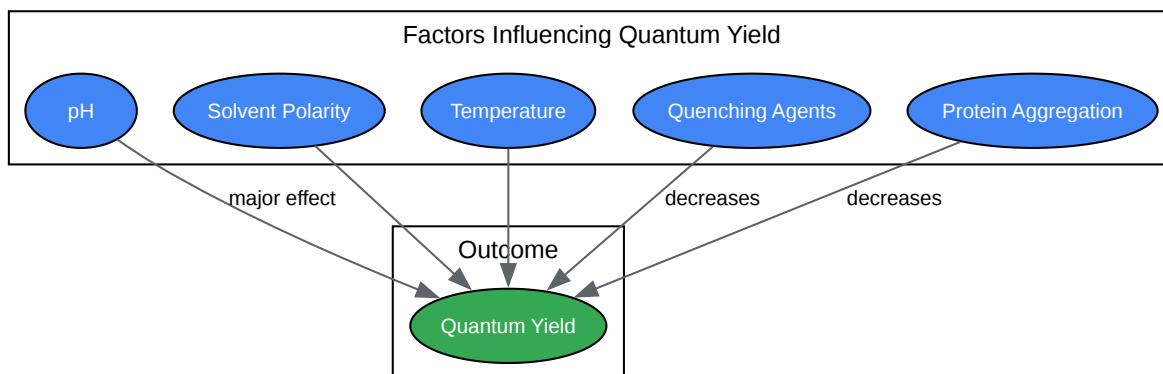 Factors Influencing Quantum Yield
pH
Solvent Polarity
Temperature
Quenching Agents
Protein Aggregation
major effect
decreases
decreases
Outcome
Quantum Yield